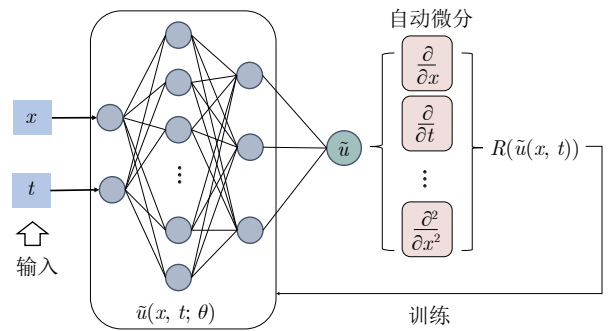 自动微分
∂/∂x
x
∂/∂t
ũ
R(ũ(x, t))
⋮
⋮
t
∂²/∂x²
输入
ũ(x, t; θ)
训练